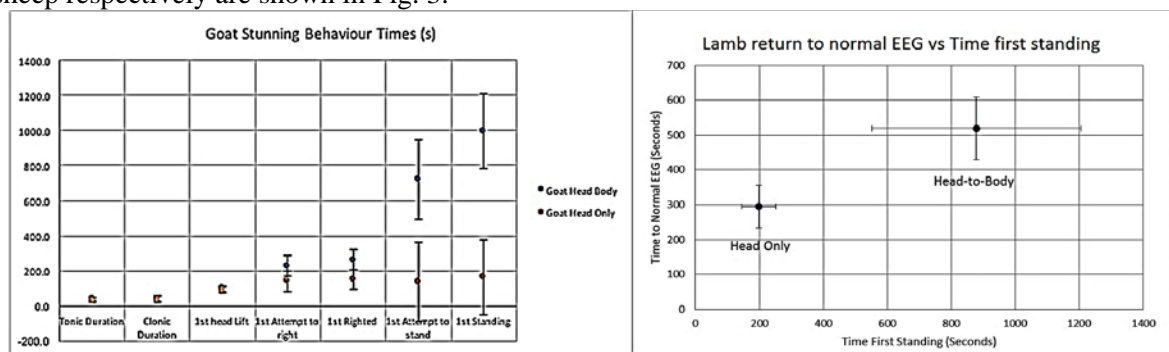 sheep respectively are shown in Fig. 3.
Goat Stunning Behaviour Times (s)
1400.0
1200.0
1000.0
800.0
600.0
400.0
200.0
0.0
-200.0
Tonic Duration
Clonic
Duration
1st head Lift
1st Attempt to
right
1st Righted
1st Attempt to
stand
1st Standing
Goat Head Body
Goat Head Only
Lamb return to normal EEG vs Time first standing
Time to Normal EEG (Seconds)
700
600
500
400
300
200
100
0
Head Only
Head-to-Body
0 200 400 600 800 1000 1200 1400
Time First Standing (Seconds)